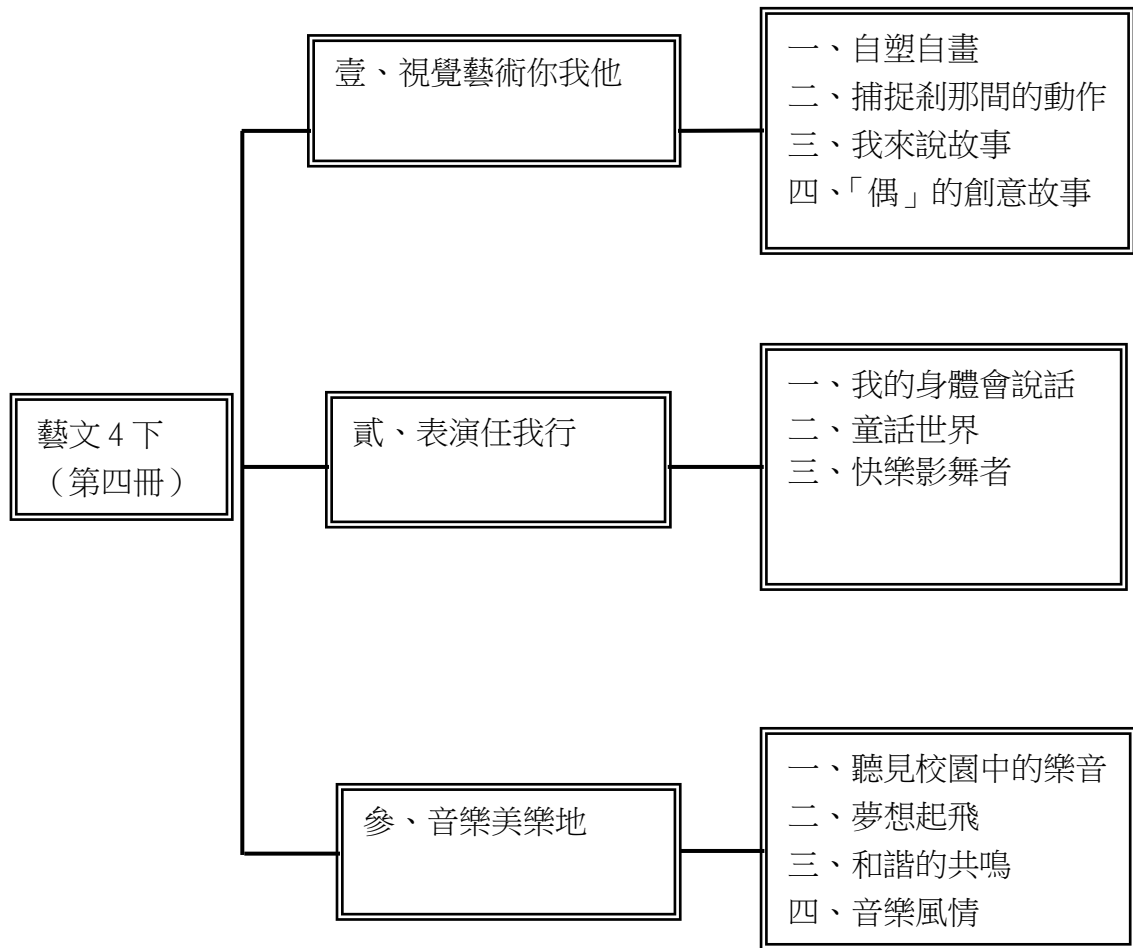 藝文 4 下
（第四冊）
壹、視覺藝術你我他
一、自塑自畫
二、捕捉剎那間的動作
三、我來說故事
四、「偶」的創意故事
貳、表演任我行
一、我的身體會說話
二、童話世界
三、快樂影舞者
參、音樂美樂地
一、聽見校園中的樂音
二、夢想起飛
三、和諧的共鳴
四、音樂風情